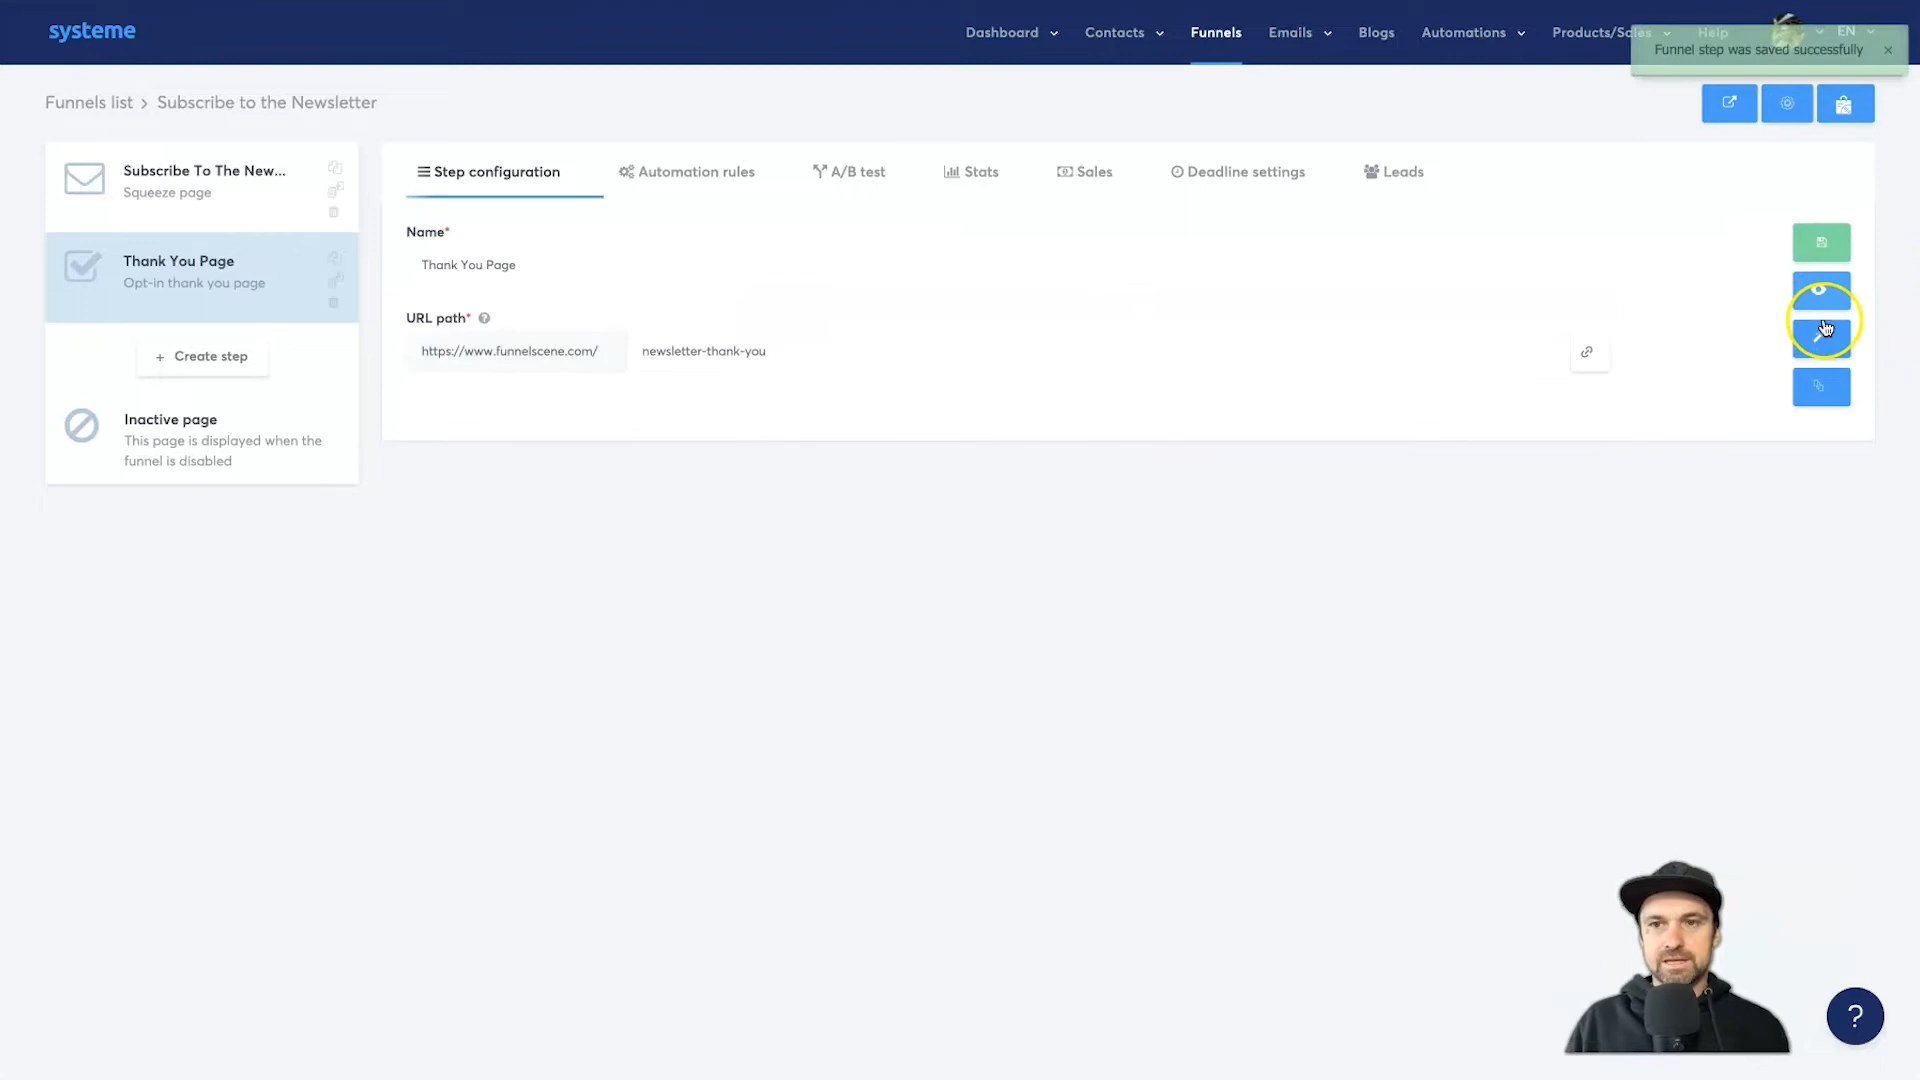 systeme
Dashboard
Contacts
Funnels
Emails
Blogs
Automations
Products/Sales
Help
EN
Funnel step was saved successfully ×
Funnels list > Subscribe to the Newsletter
Subscribe To The New...
Squeeze page
Thank You Page
Opt-in thank you page
+ Create step
Inactive page
This page is displayed when the
funnel is disabled
Step configuration
Automation rules
A/B test
Stats
Sales
Deadline settings
Leads
Name*
Thank You Page
URL path* ?
https://www.funnelscene.com/
newsletter-thank-you
?